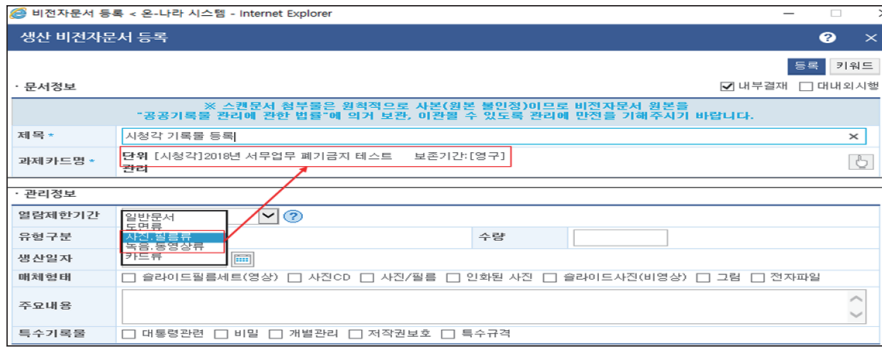 비전자문서 등록 < 온-나라 시스템 - Internet Explorer
생산 비전자문서 등록
등록 키워드
· 문서정보 내부결재 대내외시행
※ 스캔문서 첨부물은 원칙적으로 사본(원본 불인정)이므로 비전자문서 원본을
"공공기록물 관리에 관한 법률"에 의거 보관, 이관될 수 있도록 관리에 만전을 기해주시기 바랍니다.
제목 * 시청각 기록물 등록
과제카드명 * 단위 [시청각]2018년 서무업무 폐기금지 테스트 보존기간:[영구]
관리
· 관리정보
열람제한기간 일반문서
도면류
유형구분 사진,필름류 수량
녹음,동영상류
생산일자 카드류
매체형태 슬라이드필름세트(영상) 사진CD 사진/필름 인화된 사진 슬라이드사진(비영상) 그림 전자파일
주요내용
특수기록물 대통령관련 비밀 개별관리 저작권보호 특수규격